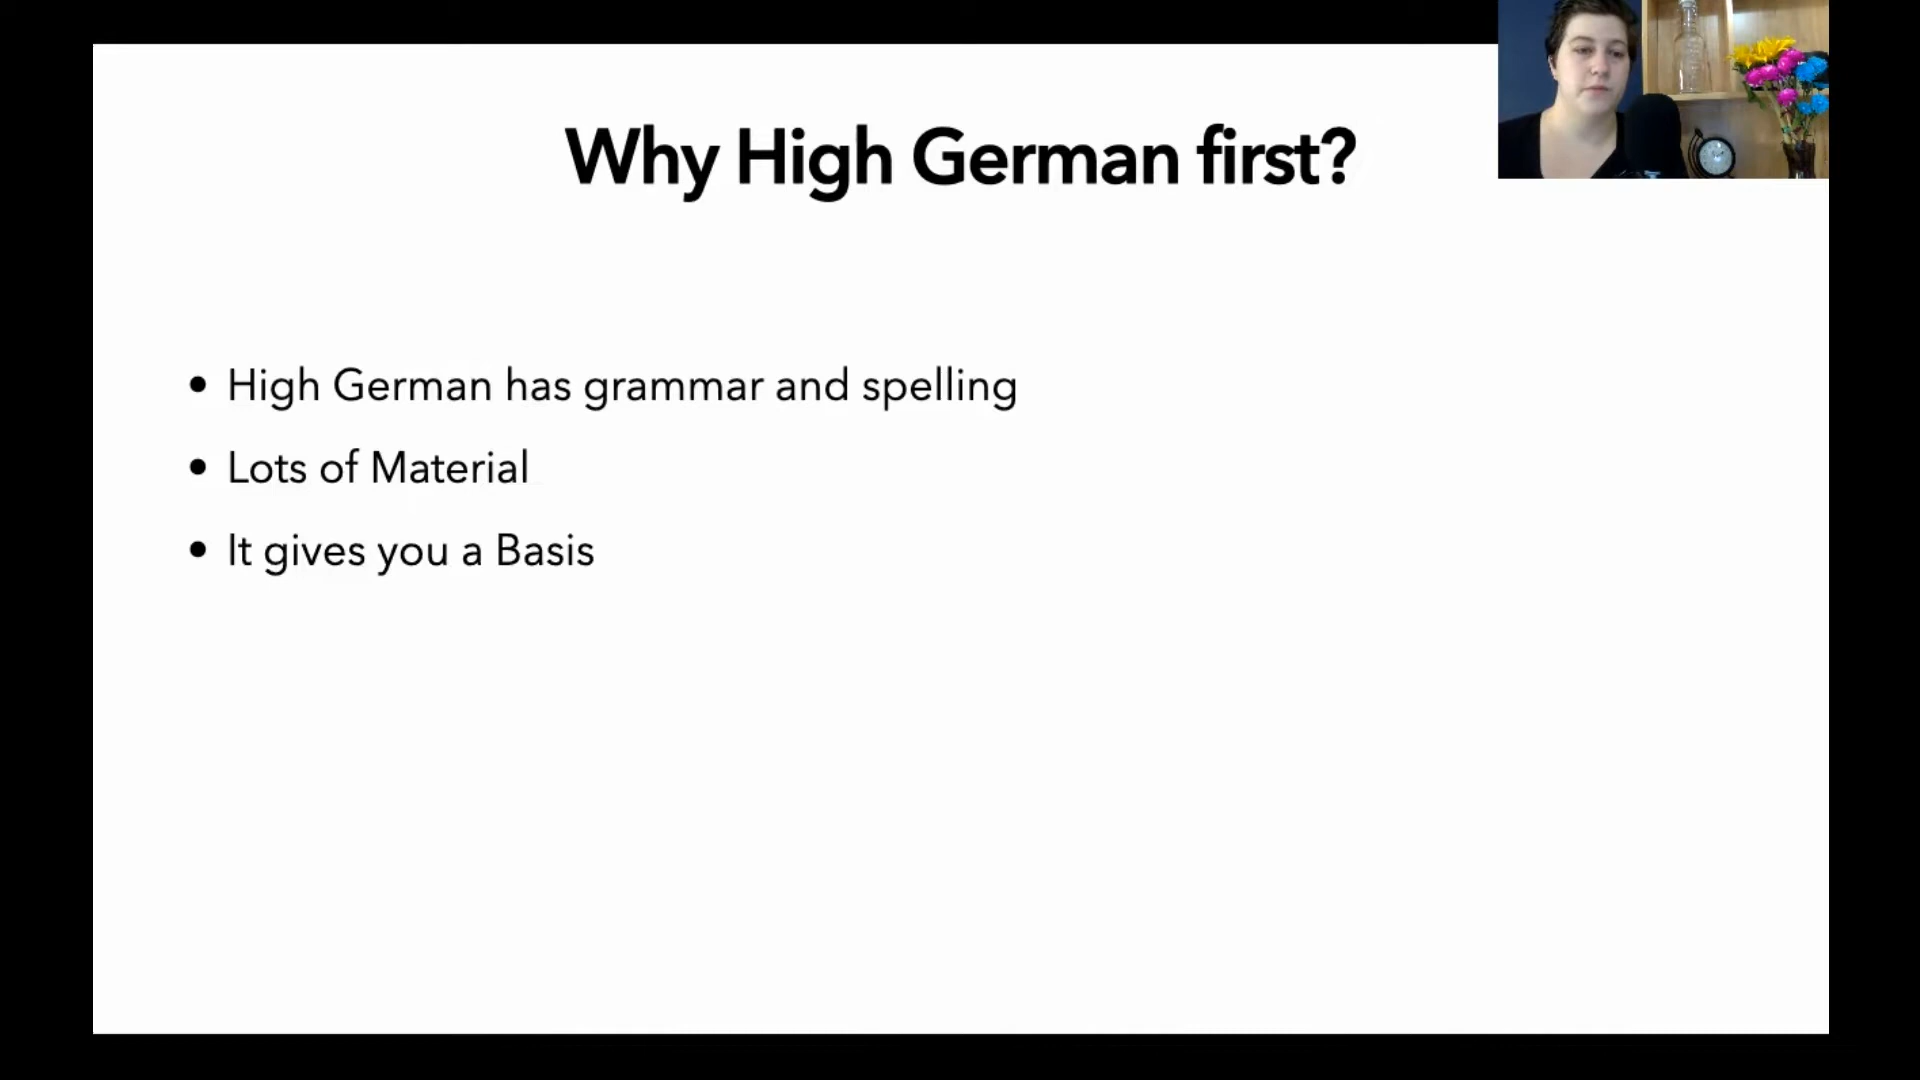 Why High German first?
• High German has grammar and spelling
• Lots of Material
• It gives you a Basis